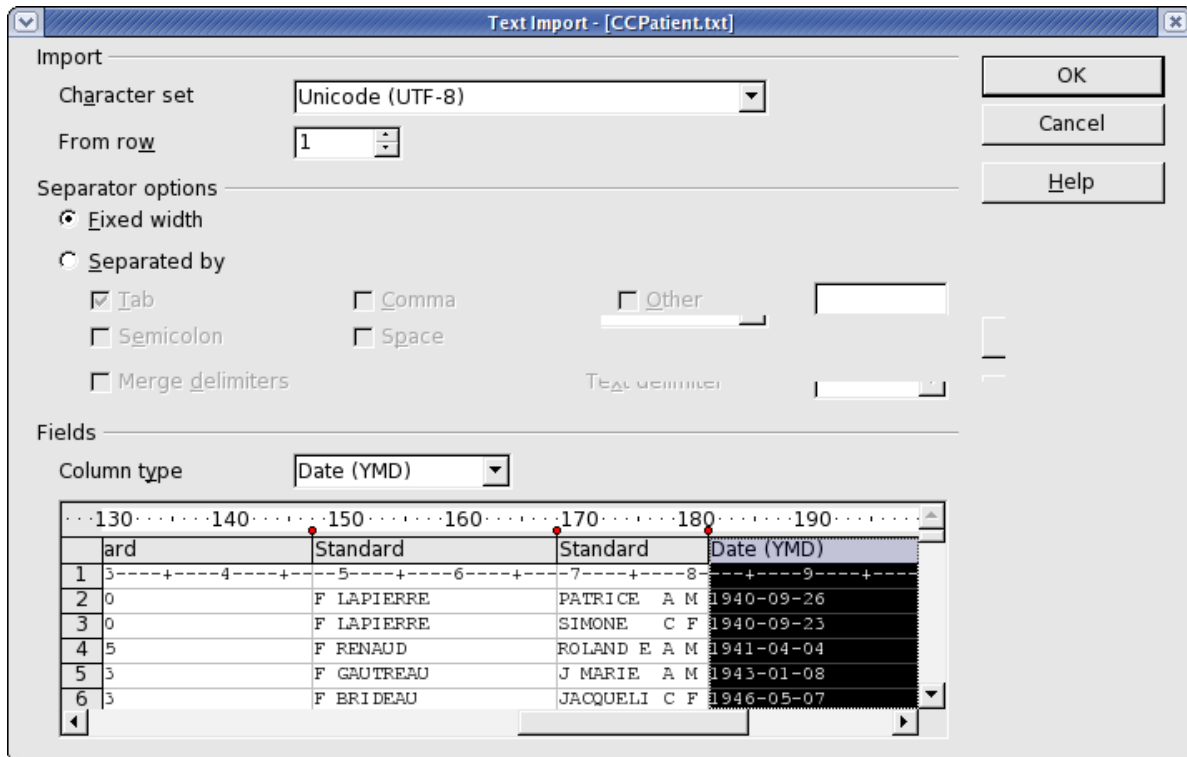 Text Import - [CCPatient.txt]
Import
OK
Character set Unicode (UTF-8)
Cancel
From row 1
Help
Separator options
Fixed width
Separated by
Tab Comma Other
Semicolon Space
Merge delimiters Text delimiter
Fields
Column type Date (YMD)
130 140 150 160 170 180 190
ard Standard Standard Date (YMD)
1 3----+----4----+----5----+----6----+----7----+----8----+----9----+----
2 0 F LAPIERRE PATRICE A M 1940-09-26
3 0 F LAPIERRE SIMONE C F 1940-09-23
4 5 F RENAUD ROLAND E A M 1941-04-04
5 3 F GAUTREAU J MARIE A M 1943-01-08
6 3 F BRIDEAU JACQUELI C F 1946-05-07